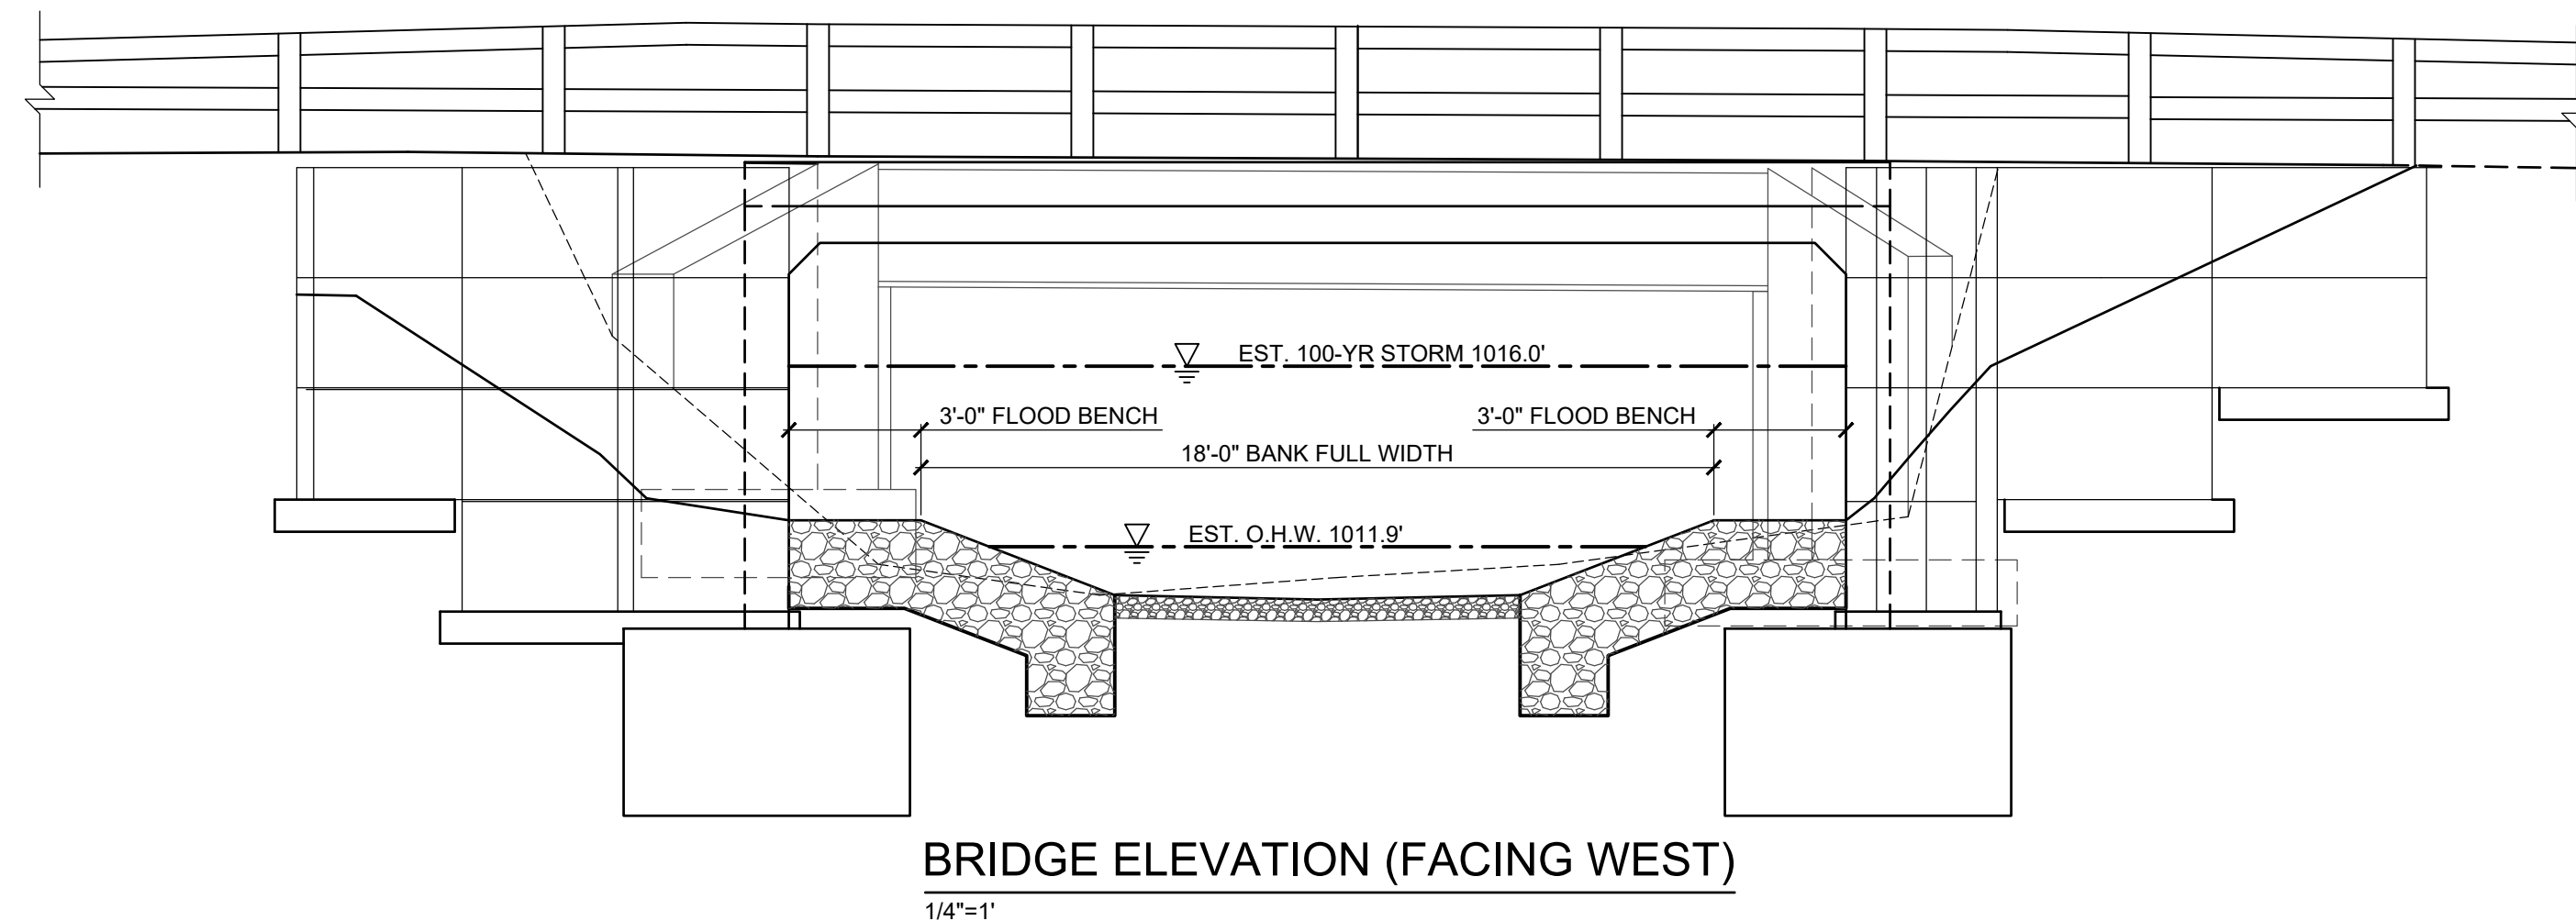 EST. 100-YR STORM 1016.0'
3'-0" FLOOD BENCH
3'-0" FLOOD BENCH
18'-0" BANK FULL WIDTH
EST. O.H.W. 1011.9'
BRIDGE ELEVATION (FACING WEST)
1/4"=1'